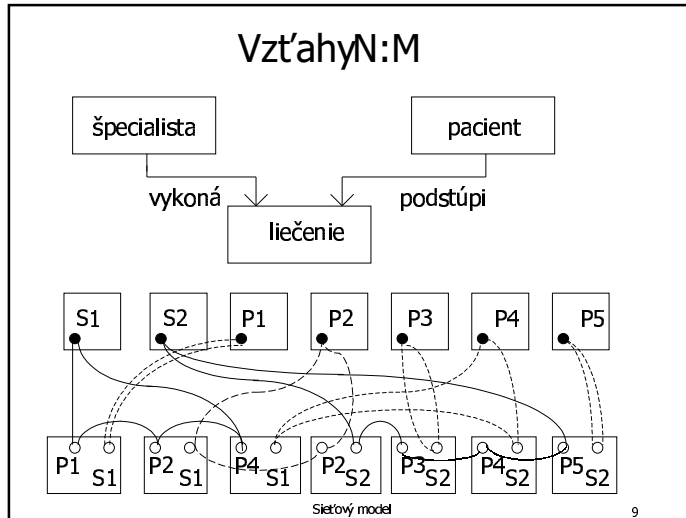 VzťahyN:M
špecialista pacient
vykoná podstúpi
liečenie
S1 S2 P1 P2 P3 P4 P5
P1 S1 P2 S1 P4 S1 P2 S2 P3 S2 P4 S2 P5 S2
Sieťový model 9